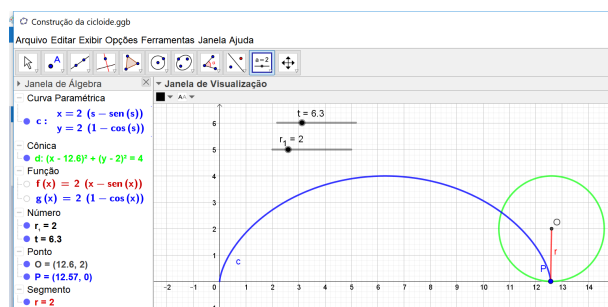 Construção da cicloide.ggb
Arquivo Editar Exibir Opções Ferramentas Janela Ajuda
A
a=2
Janela de Álgebra
Janela de Visualização
AA
Curva Paramétrica
c: x = 2 (s − sen(s))
y = 2 (1 − cos(s))
Cônica
d: (x - 12.6)² + (y - 2)² = 4
Função
f(x) = 2 (x − sen(x))
g(x) = 2 (1 − cos(x))
Número
r₁ = 2
t = 6.3
Ponto
O = (12.6, 2)
P = (12.57, 0)
Segmento
r = 2
t = 6.3
r₁ = 2
6
5
4
3
2
1
0
-2 -1 0 1 2 3 4 5 6 7 8 9 10 11 12 13 14
c
O
r
P